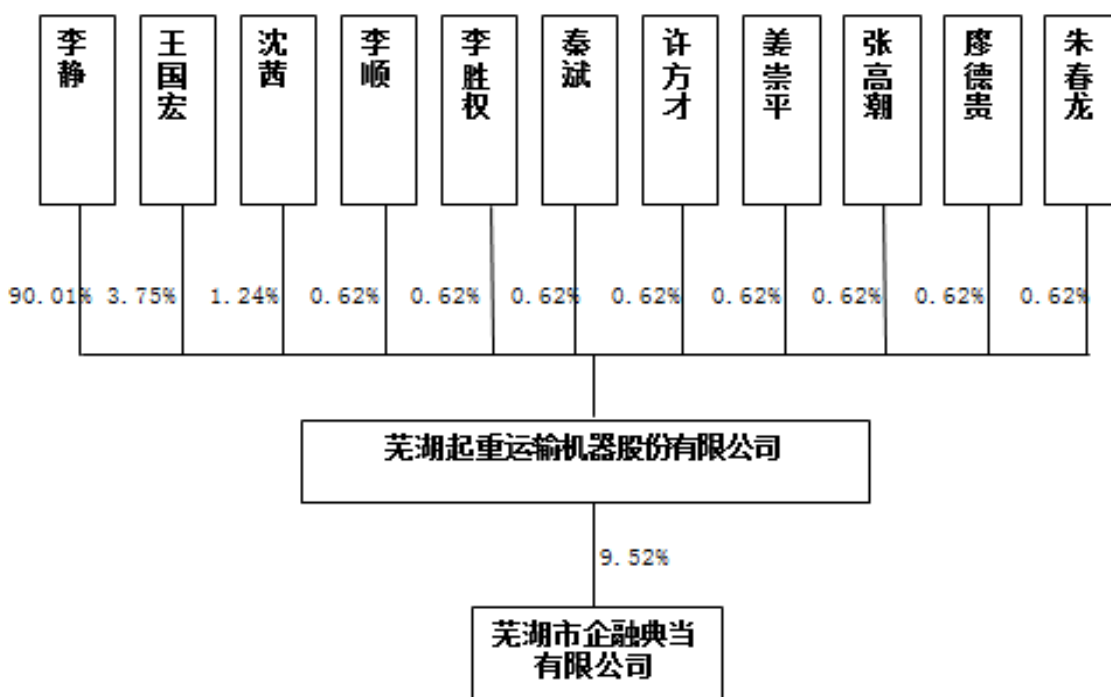 李静
王国宏
沈茜
李顺
李胜权
秦斌
许方才
姜崇平
张高潮
廖德贵
朱春龙
90.01% 3.75% 1.24% 0.62% 0.62% 0.62% 0.62% 0.62% 0.62% 0.62% 0.62%
芜湖起重运输机器股份有限公司
9.52%
芜湖市企融典当
有限公司